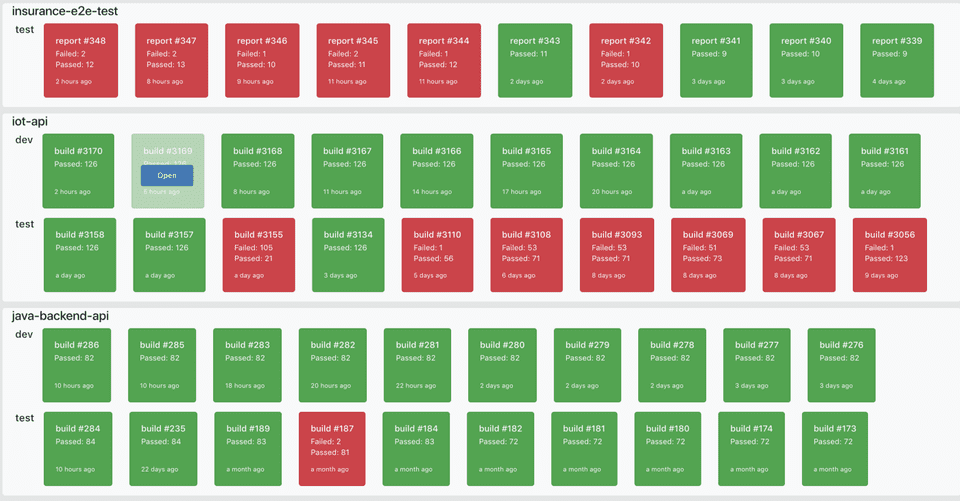 insurance-e2e-test
test
report #348
Failed: 2
Passed: 12
2 hours ago
report #347
Failed: 2
Passed: 13
8 hours ago
report #346
Failed: 1
Passed: 10
9 hours ago
report #345
Failed: 2
Passed: 11
11 hours ago
report #344
Failed: 1
Passed: 12
11 hours ago
report #343
Passed: 11
2 days ago
report #342
Failed: 1
Passed: 10
2 days ago
report #341
Passed: 9
3 days ago
report #340
Passed: 10
3 days ago
report #339
Passed: 9
4 days ago
iot-api
dev
build #3170
Passed: 126
2 hours ago
build #3169
Open
hours ago
build #3168
Passed: 126
8 hours ago
build #3167
Passed: 126
11 hours ago
build #3166
Passed: 126
14 hours ago
build #3165
Passed: 126
17 hours ago
build #3164
Passed: 126
20 hours ago
build #3163
Passed: 126
a day ago
build #3162
Passed: 126
a day ago
build #3161
Passed: 126
a day ago
test
build #3158
Passed: 126
a day ago
build #3157
Passed: 126
a day ago
build #3155
Failed: 105
Passed: 21
a day ago
build #3134
Passed: 126
3 days ago
build #3110
Failed: 1
Passed: 56
5 days ago
build #3108
Failed: 53
Passed: 71
6 days ago
build #3093
Failed: 53
Passed: 71
8 days ago
build #3069
Failed: 51
Passed: 73
8 days ago
build #3067
Failed: 53
Passed: 71
8 days ago
build #3056
Failed: 1
Passed: 123
9 days ago
java-backend-api
dev
build #286
Passed: 82
10 hours ago
build #285
Passed: 82
10 hours ago
build #283
Passed: 82
18 hours ago
build #282
Passed: 82
20 hours ago
build #281
Passed: 82
22 hours ago
build #280
Passed: 82
2 days ago
build #279
Passed: 82
2 days ago
build #278
Passed: 82
2 days ago
build #277
Passed: 82
3 days ago
build #276
Passed: 82
3 days ago
test
build #284
Passed: 84
10 hours ago
build #235
Passed: 84
22 days ago
build #189
Passed: 83
a month ago
build #187
Failed: 2
Passed: 81
a month ago
build #184
Passed: 83
a month ago
build #182
Passed: 72
a month ago
build #181
Passed: 72
a month ago
build #180
Passed: 72
a month ago
build #174
Passed: 72
a month ago
build #173
Passed: 72
a month ago